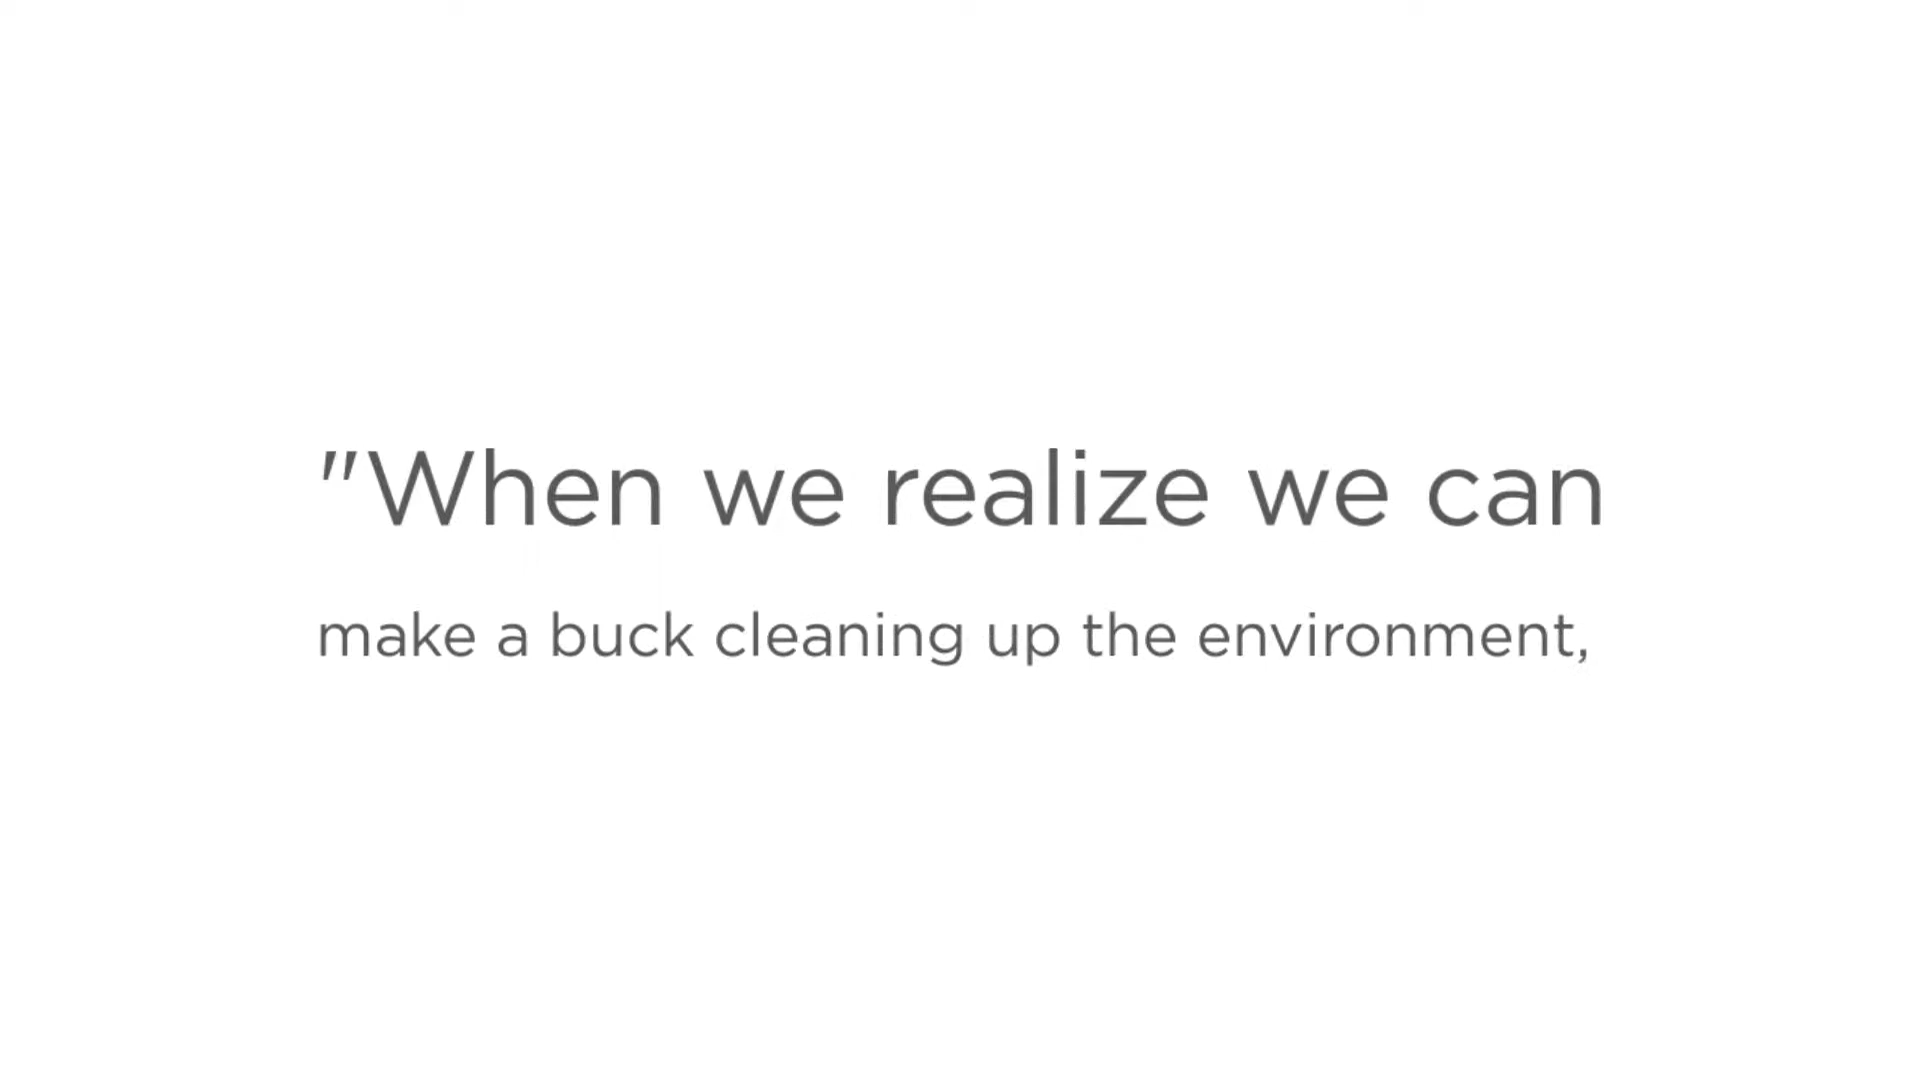 "When we realize we can
make a buck cleaning up the environment,